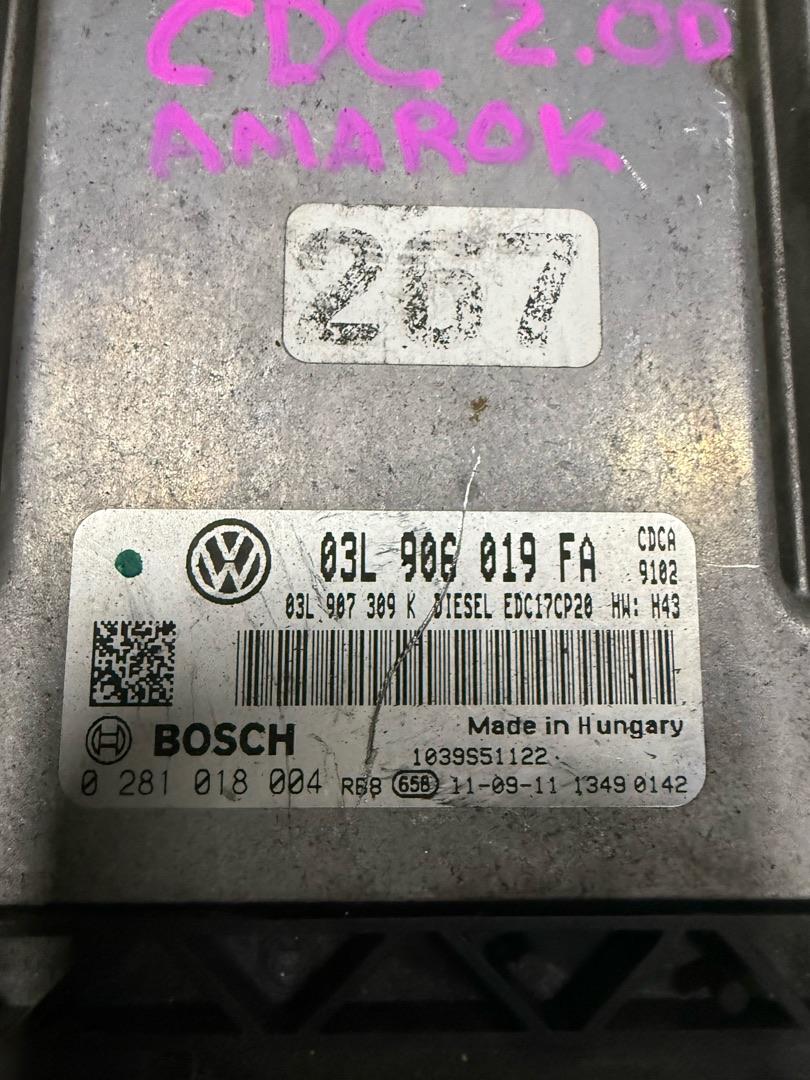 CDC 2.0D
AMAROK
267
03L 906 019 FA
CDCA
9102
03L 907 309 K DIESEL EDC17CP20 HW: H43
Made in Hungary
BOSCH
1039S51122
0 281 018 004 RB8 65B 11-09-11 1349 0142